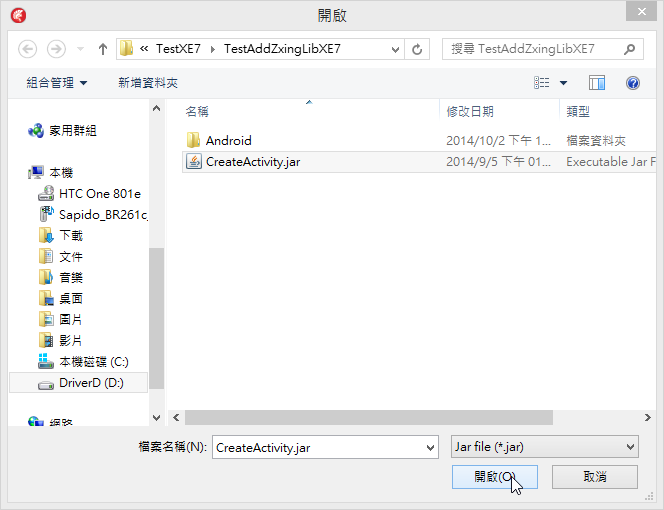 開啟
« TestXE7 TestAddZxingLibXE7
搜尋 TestAddZxingLibXE7
組合管理 新增資料夾
名稱 修改日期 類型
家用群組
本機
HTC One 801e
Sapido_BR261c_
下載
文件
音樂
桌面
圖片
影片
本機磁碟 (C:)
DriverD (D:)
網路
Android 2014/10/2 下午 1... 檔案資料夾
CreateActivity.jar 2014/9/5 下午 01... Executable Jar F
檔案名稱(N): CreateActivity.jar Jar file (*.jar)
開啟(O) 取消